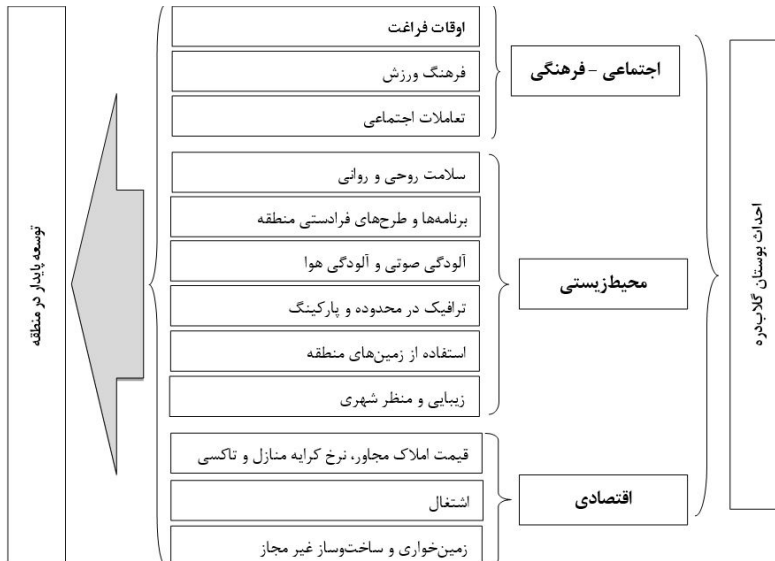 احداث بوستان گلاب‌دره
اجتماعی – فرهنگی
اوقات فراغت
فرهنگ ورزش
تعاملات اجتماعی
محیط‌زیستی
سلامت روحی و روانی
برنامه‌ها و طرح‌های فرادستی منطقه
آلودگی صوتی و آلودگی هوا
ترافیک در محدوده و پارکینگ
استفاده از زمین‌های منطقه
زیبایی و منظر شهری
اقتصادی
قیمت املاک مجاور، نرخ کرایه منازل و تاکسی
اشتغال
زمین‌خواری و ساخت‌وساز غیر مجاز
توسعه پایدار در منطقه